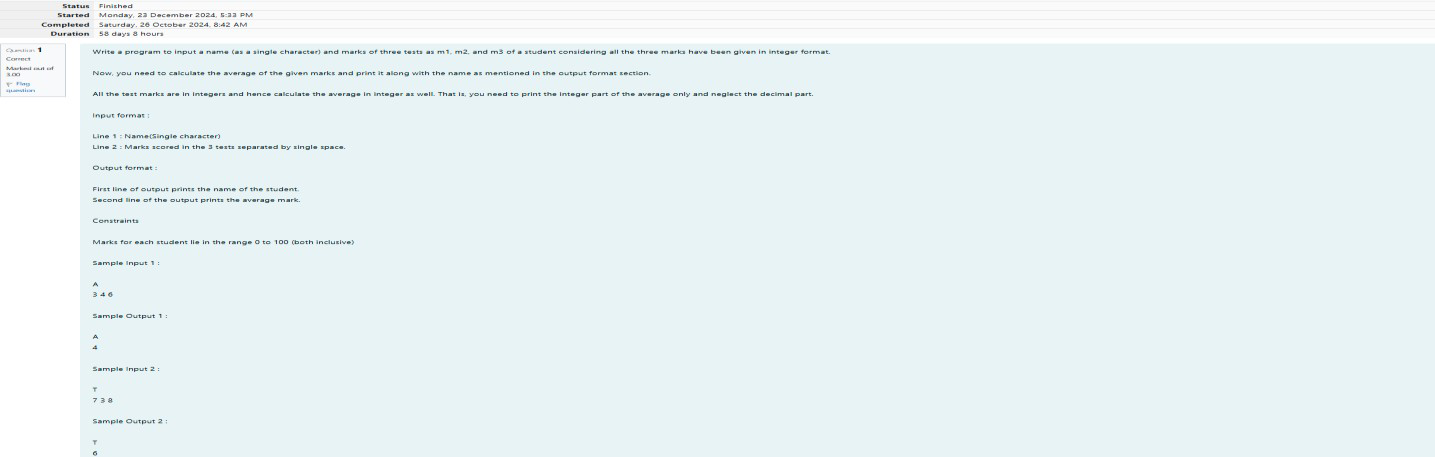 Status Finished
Started Monday, 23 December 2024, 5:33 PM
Completed Saturday, 26 October 2024, 8:42 AM
Duration 58 days 8 hours
Question 1
Correct
Marked out of
3.00
Flag
question
Write a program to input a name (as a single character) and marks of three tests as m1, m2, and m3 of a student considering all the three marks have been given in integer format.
Now, you need to calculate the average of the given marks and print it along with the name as mentioned in the output format section.
All the test marks are in integers and hence calculate the average in integer as well. That is, you need to print the integer part of the average only and neglect the decimal part.
Input format :
Line 1 : Name(Single character)
Line 2 : Marks scored in the 3 tests separated by single space.
Output format :
First line of output prints the name of the student.
Second line of the output prints the average mark.
Constraints
Marks for each student lie in the range 0 to 100 (both inclusive)
Sample Input 1 :
A
3 4 6
Sample Output 1 :
A
4
Sample Input 2 :
T
7 3 8
Sample Output 2 :
T
6